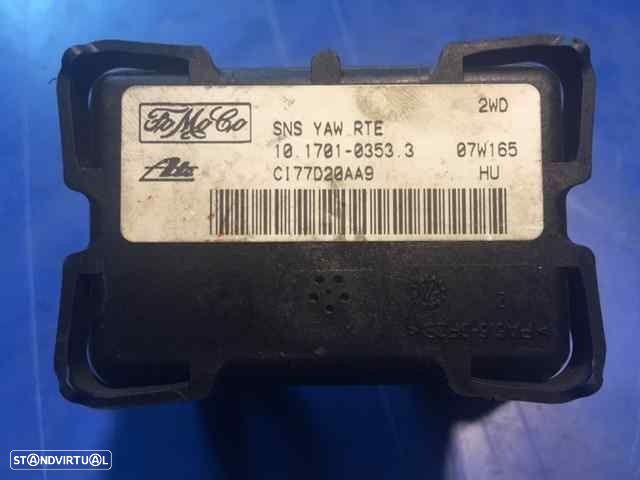 FoMoCo
2WD
SNS YAW RTE
10.1701-0353.3 07W165
Ate
CI77D20AA9 HU
STANDVIRTUAL